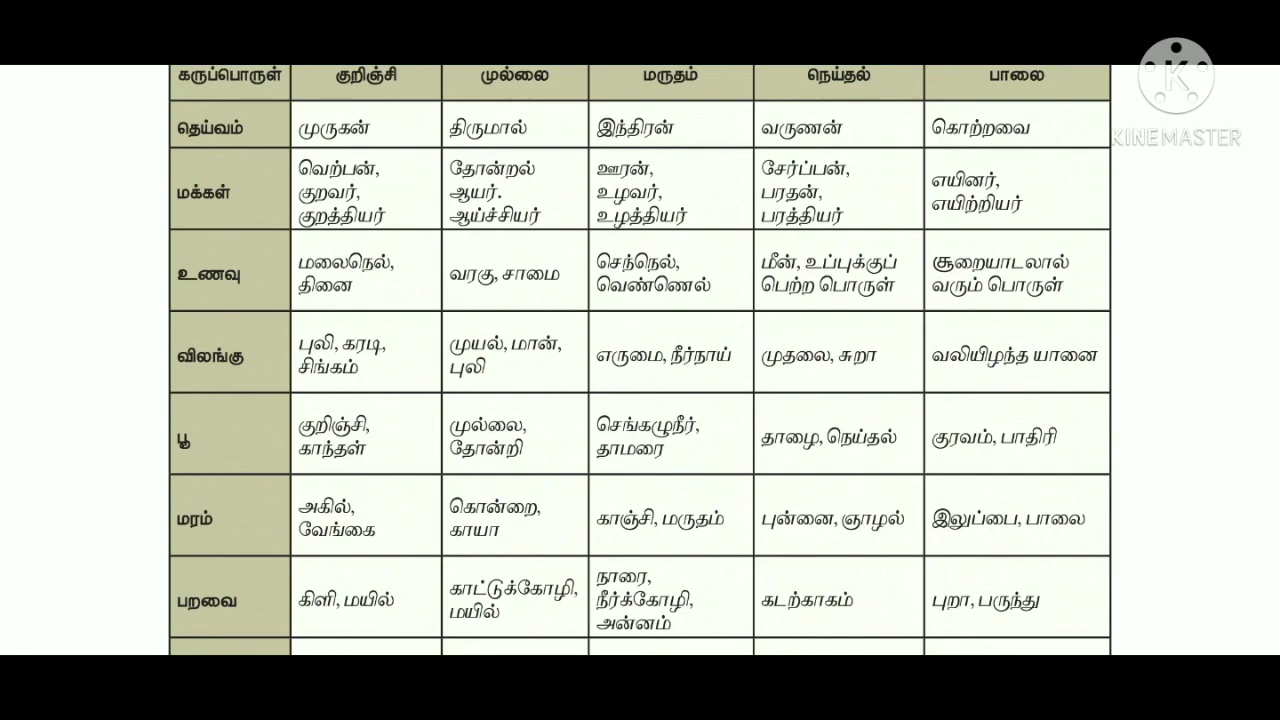 கருப்பொருள் குறிஞ்சி முல்லை மருதம் நெய்தல் பாலை
தெய்வம் முருகன் திருமால் இந்திரன் வருணன் கொற்றவை
மக்கள் வெற்பன், குறவர், குறத்தியர் தோன்றல் ஆயர். ஆய்ச்சியர் ஊரன், உழவர், உழத்தியர் சேர்ப்பன், பரதன், பரத்தியர் எயினர், எயிற்றியர்
உணவு மலைநெல், தினை வரகு, சாமை செந்நெல், வெண்ணெல் மீன், உப்புக்குப் பெற்ற பொருள் சூறையாடலால் வரும் பொருள்
விலங்கு புலி, கரடி, சிங்கம் முயல், மான், புலி எருமை, நீர்நாய் முதலை, சுறா வலியிழந்த யானை
பூ குறிஞ்சி, காந்தள் முல்லை, தோன்றி செங்கழுநீர், தாமரை தாழை, நெய்தல் குரவம், பாதிரி
மரம் அகில், வேங்கை கொன்றை, காயா காஞ்சி, மருதம் புன்னை, ஞாழல் இலுப்பை, பாலை
பறவை கிளி, மயில் காட்டுக்கோழி, மயில் நாரை, நீர்க்கோழி, அன்னம் கடற்காகம் புறா, பருந்து
K
KINEMASTER